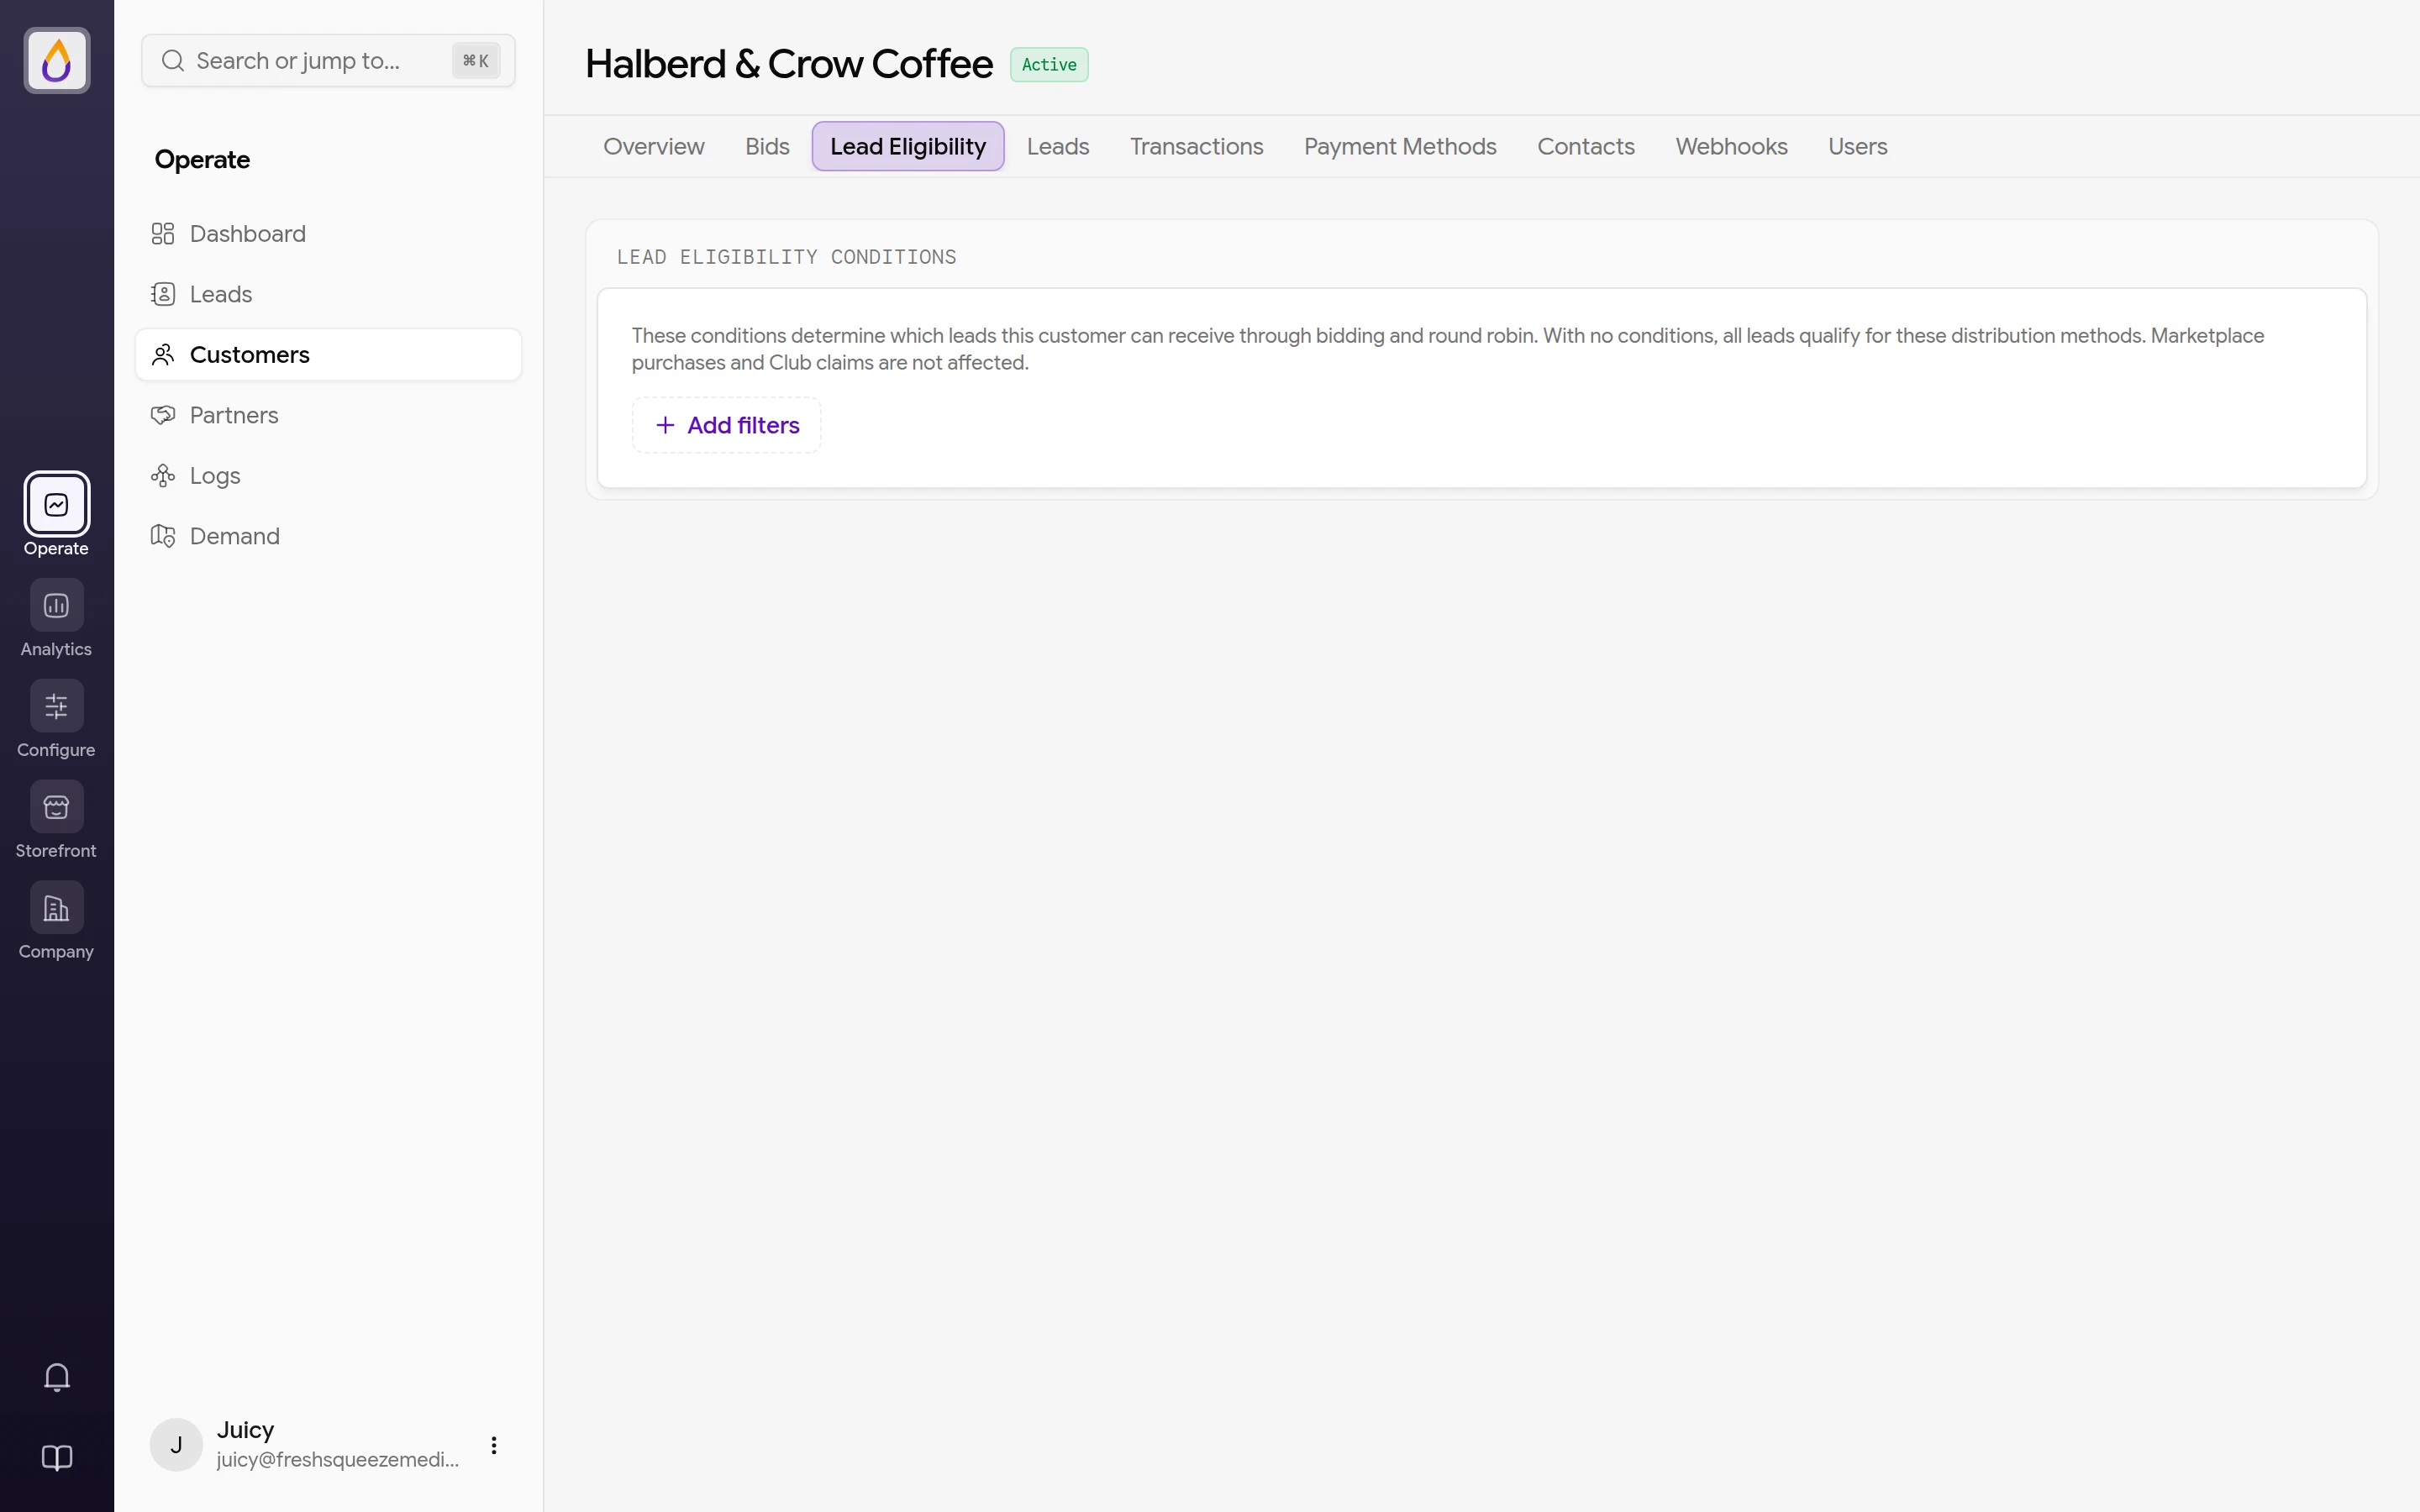 Search or jump to...
⌘K
Operate
Dashboard
Leads
Customers
Partners
Logs
Demand
Operate
Analytics
Configure
Storefront
Company
J
Juicy
juicy@freshsqueezemedi...
Halberd & Crow Coffee
Active
Overview
Bids
Lead Eligibility
Leads
Transactions
Payment Methods
Contacts
Webhooks
Users
LEAD ELIGIBILITY CONDITIONS
These conditions determine which leads this customer can receive through bidding and round robin. With no conditions, all leads qualify for these distribution methods. Marketplace
purchases and Club claims are not affected.
+ Add filters